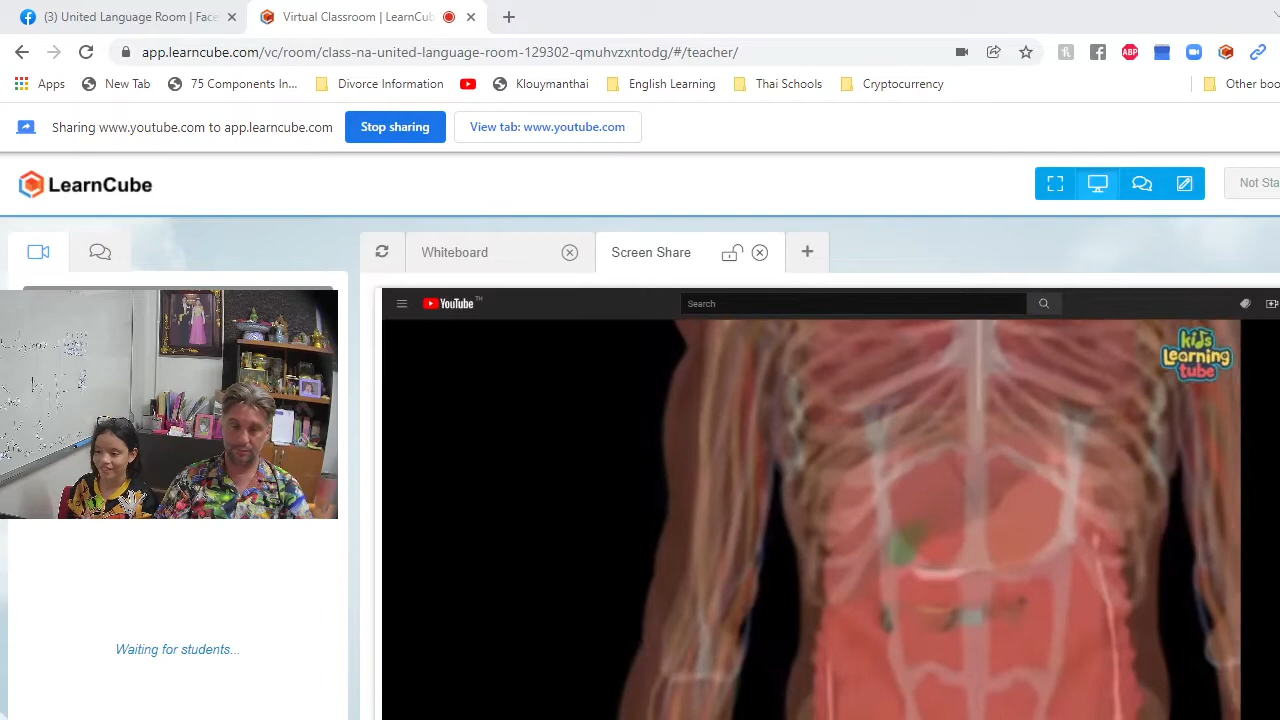 (3) United Language Room | Face
Virtual Classroom | LearnCub
app.learncube.com/vc/room/class-na-united-language-room-129302-qmuhvzxntodg/#/teacher/
ABP
Apps New Tab 75 Components In... Divorce Information Klouymanthai English Learning Thai Schools Cryptocurrency Other boo
Sharing www.youtube.com to app.learncube.com Stop sharing View tab: www.youtube.com
LearnCube
Not Sta
Whiteboard Screen Share
YouTube TH Search
kids
Learning
tube
Waiting for students...